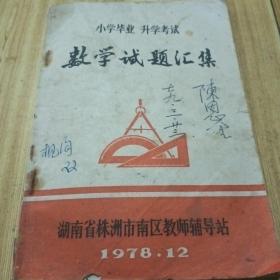 小学毕业 升学考试
数学试题汇集
陳
湖南省株洲市南区教师辅导站
1978.12